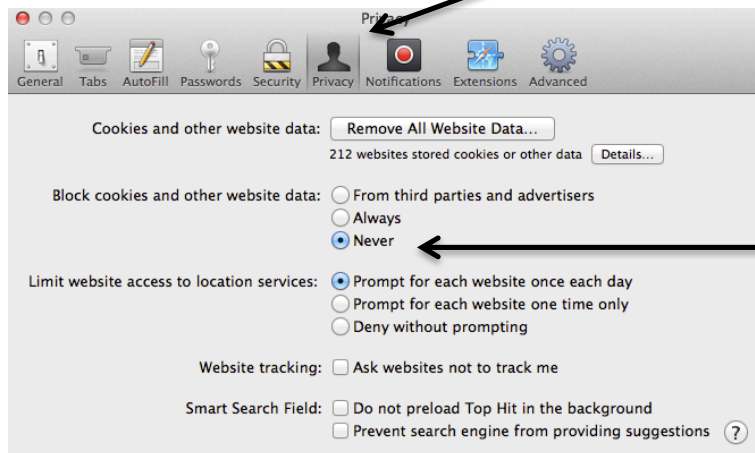 Privacy
General Tabs AutoFill Passwords Security Privacy Notifications Extensions Advanced
Cookies and other website data: Remove All Website Data...
212 websites stored cookies or other data Details...
Block cookies and other website data: From third parties and advertisers
Always
Never
Limit website access to location services: Prompt for each website once each day
Prompt for each website one time only
Deny without prompting
Website tracking: Ask websites not to track me
Smart Search Field: Do not preload Top Hit in the background
Prevent search engine from providing suggestions ?